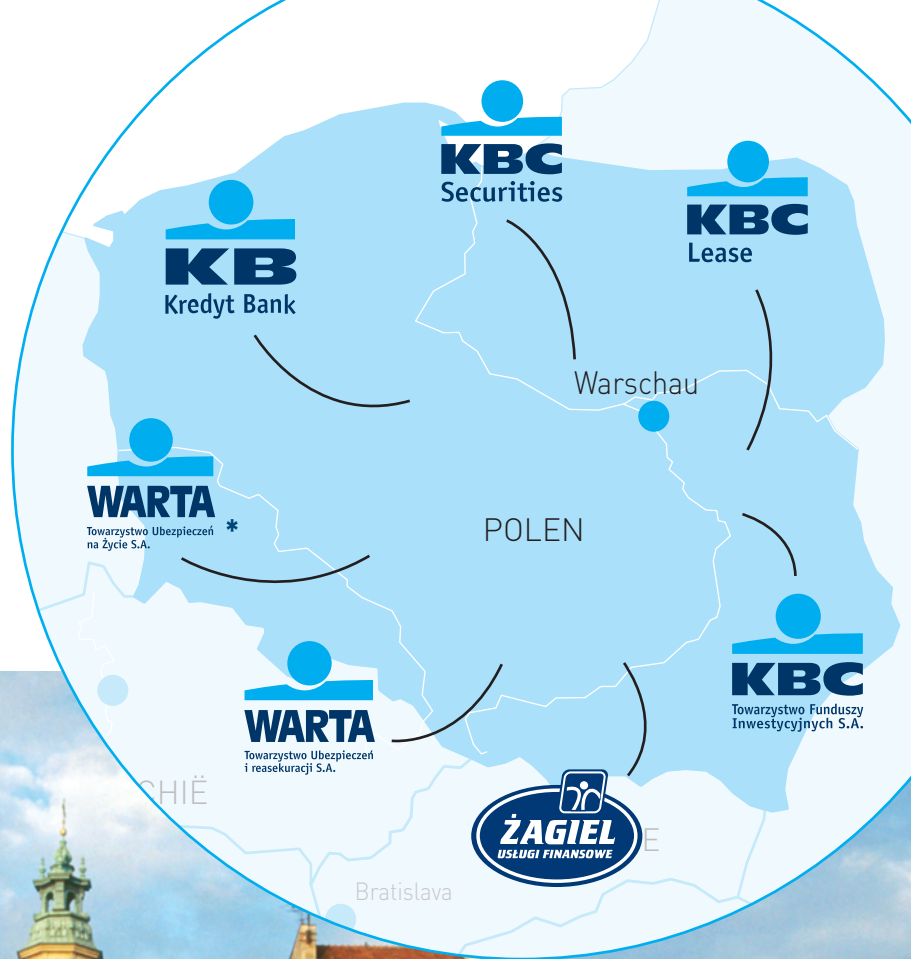 KBC
Securities
KBC
Lease
KB
Kredyt Bank
Warschau
WARTA
Towarzystwo Ubezpieczeń
na Życie S.A.
*
POLEN
KBC
Towarzystwo Funduszy
Inwestycyjnych S.A.
WARTA
Towarzystwo Ubezpieczeń
i reasekuracji S.A.
CHIË
ŻAGIEL
USŁUGI FINANSOWE
E
Bratislava